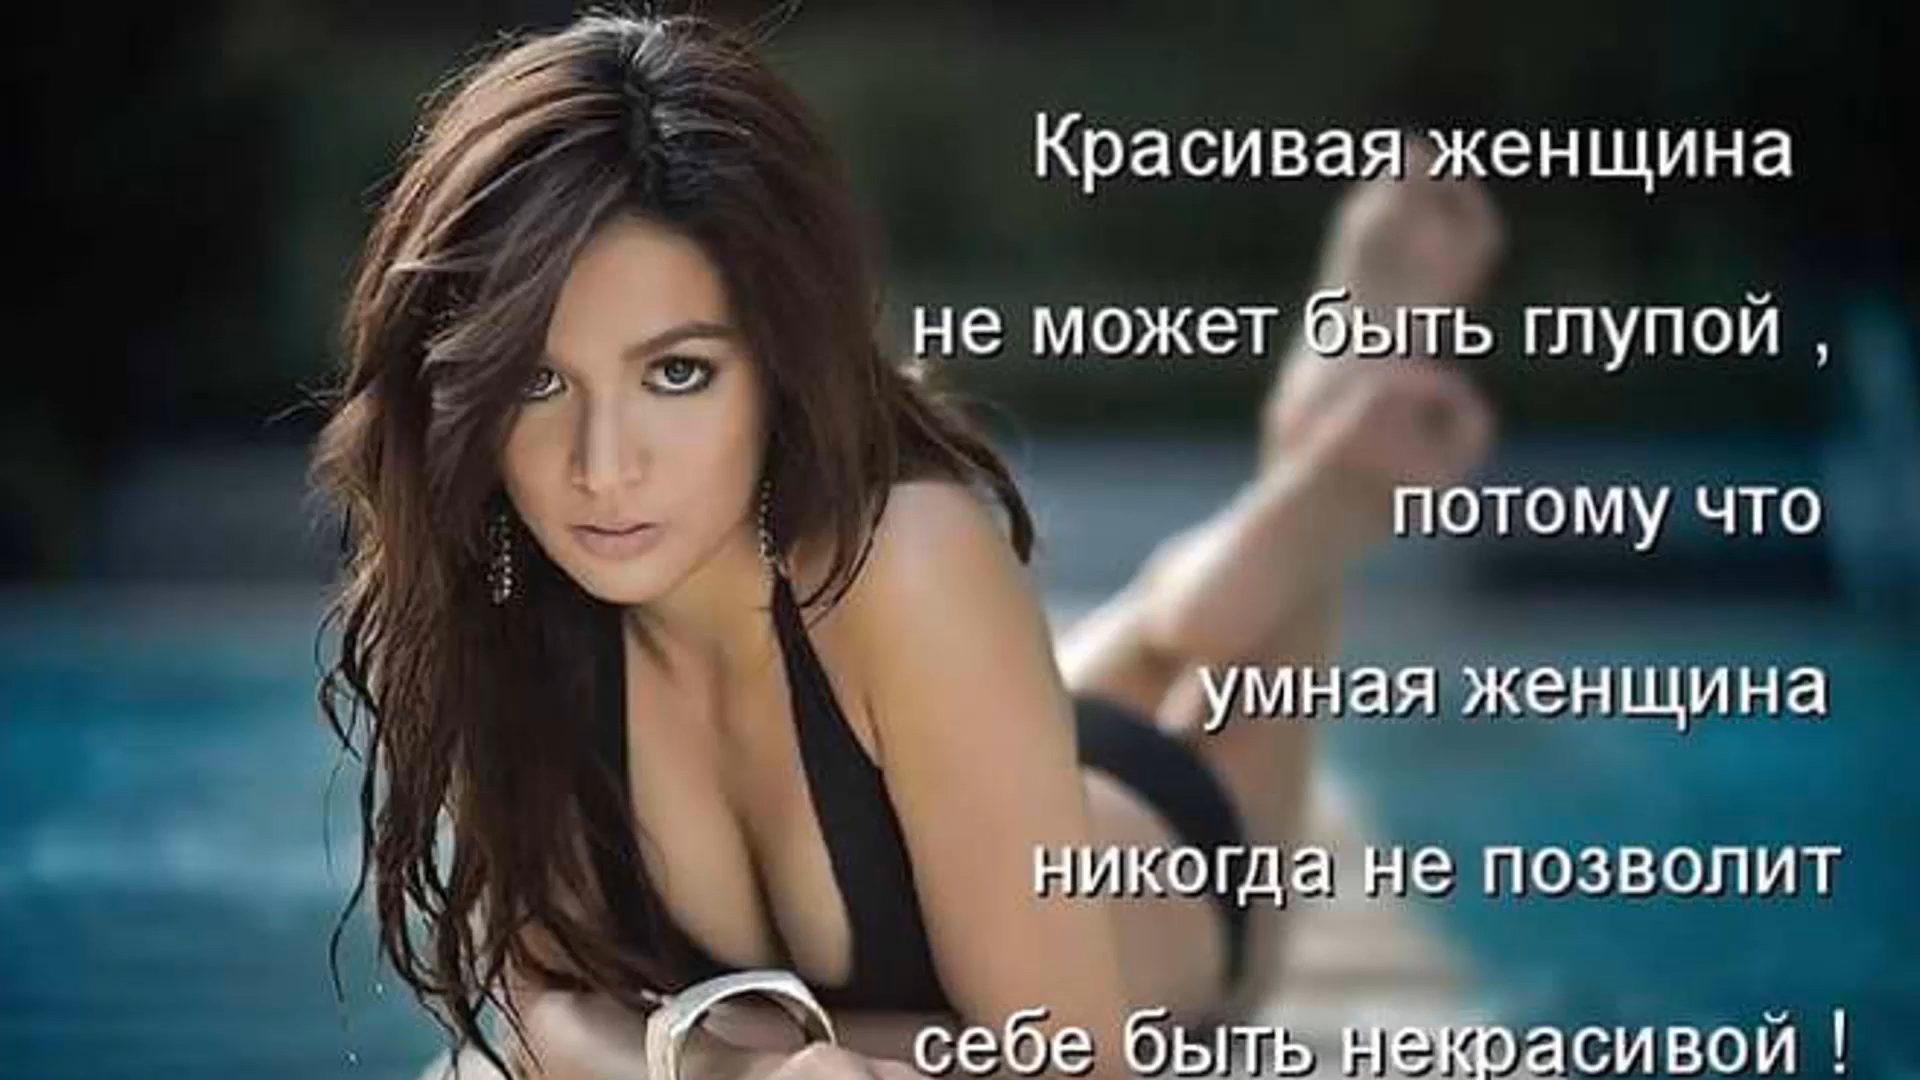 Красивая женщина
не может быть глупой ,
потому что
умная женщина
никогда не позволит
себе быть некрасивой !